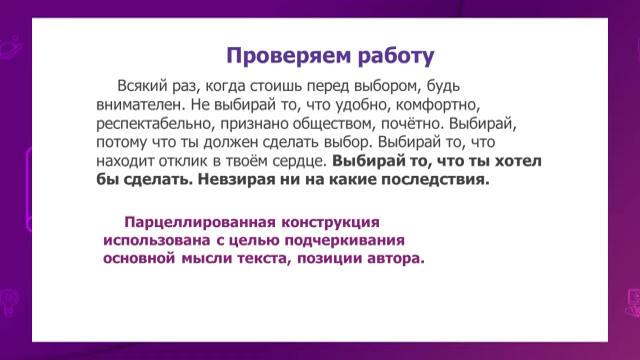 Проверяем работу
Всякий раз, когда стоишь перед выбором, будь
внимателен. Не выбирай то, что удобно, комфортно,
респектабельно, признано обществом, почётно. Выбирай,
потому что ты должен сделать выбор. Выбирай то, что
находит отклик в твоём сердце. Выбирай то, что ты хотел
бы сделать. Невзирая ни на какие последствия.
Парцеллированная конструкция
использована с целью подчеркивания
основной мысли текста, позиции автора.